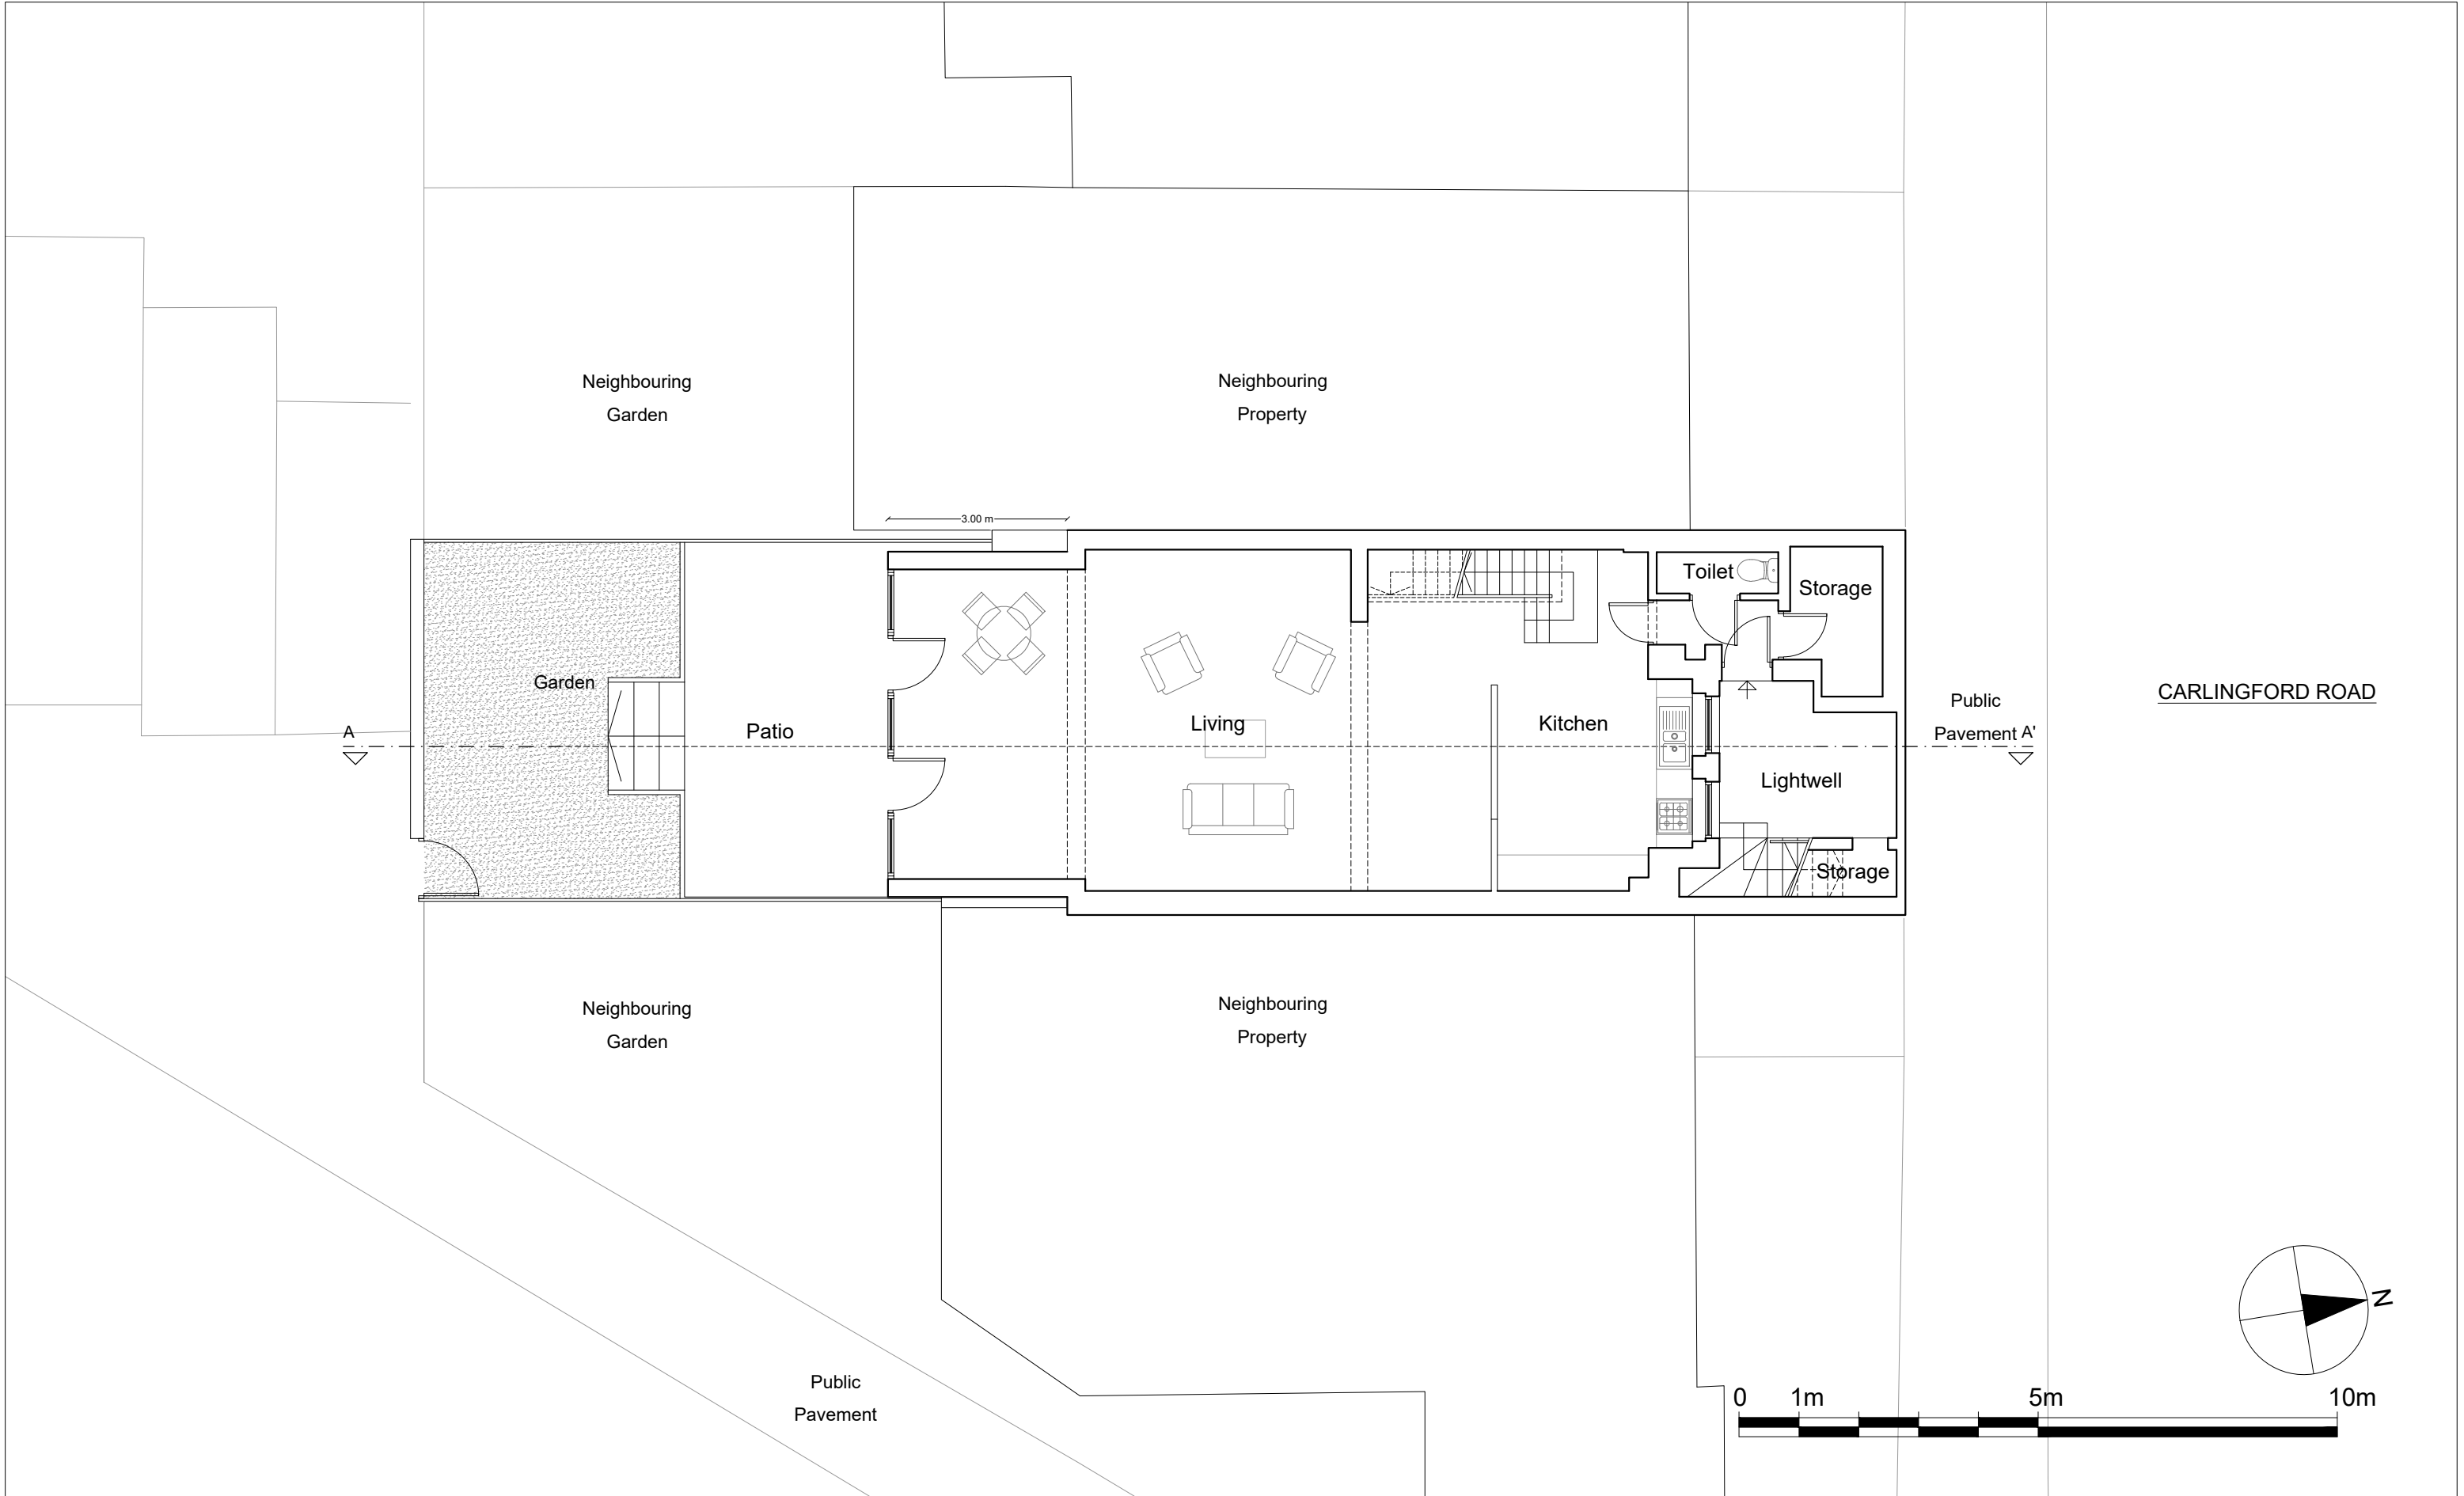 Neighbouring
Garden
Neighbouring
Property
3.00 m
Toilet
Storage
Garden
Patio
Living
Kitchen
Public
Pavement
CARLINGFORD ROAD
A
A'
Lightwell
Storage
Neighbouring
Garden
Neighbouring
Property
Public
Pavement
N
0 1m 5m 10m